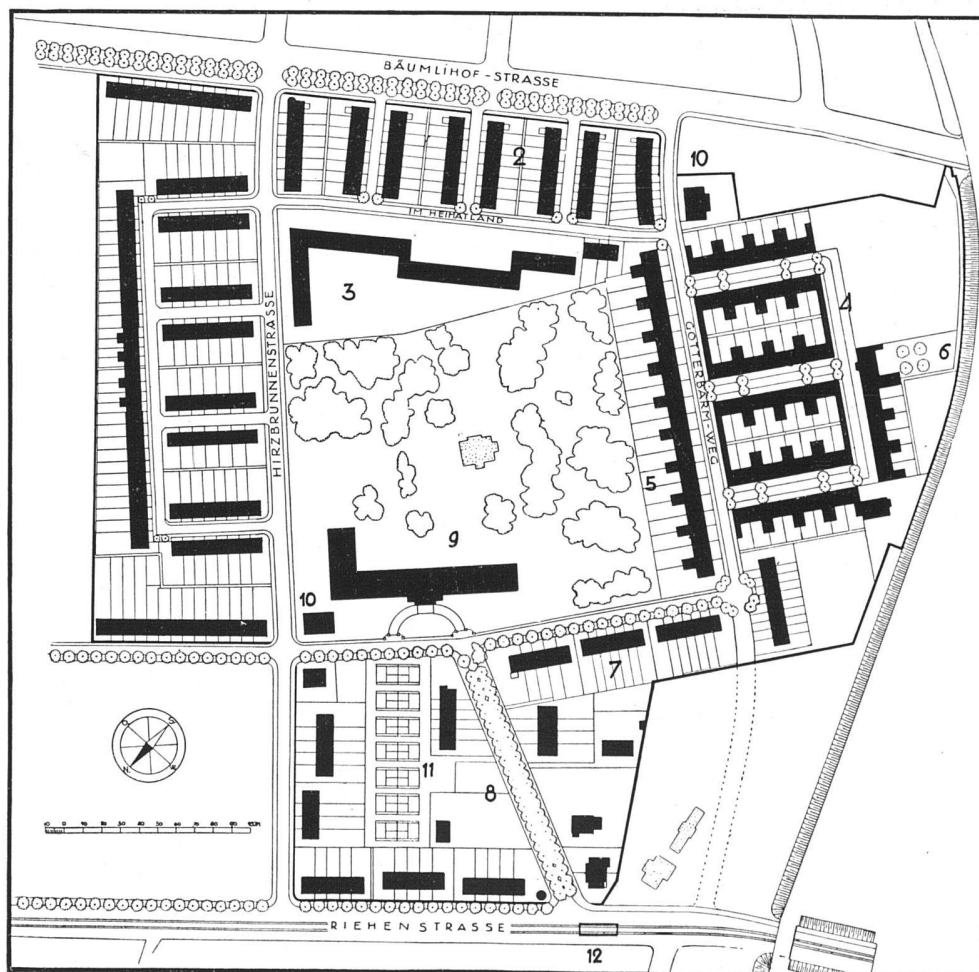 BÄUMLIHOF-STRASSE
2
10
IM HEIMATLAND
3
4
HIRZBRUNNENSTRASSE
GOTTERBARM-WEG
6
5
9
10
7
11
8
RIEHENSTRASSE
12